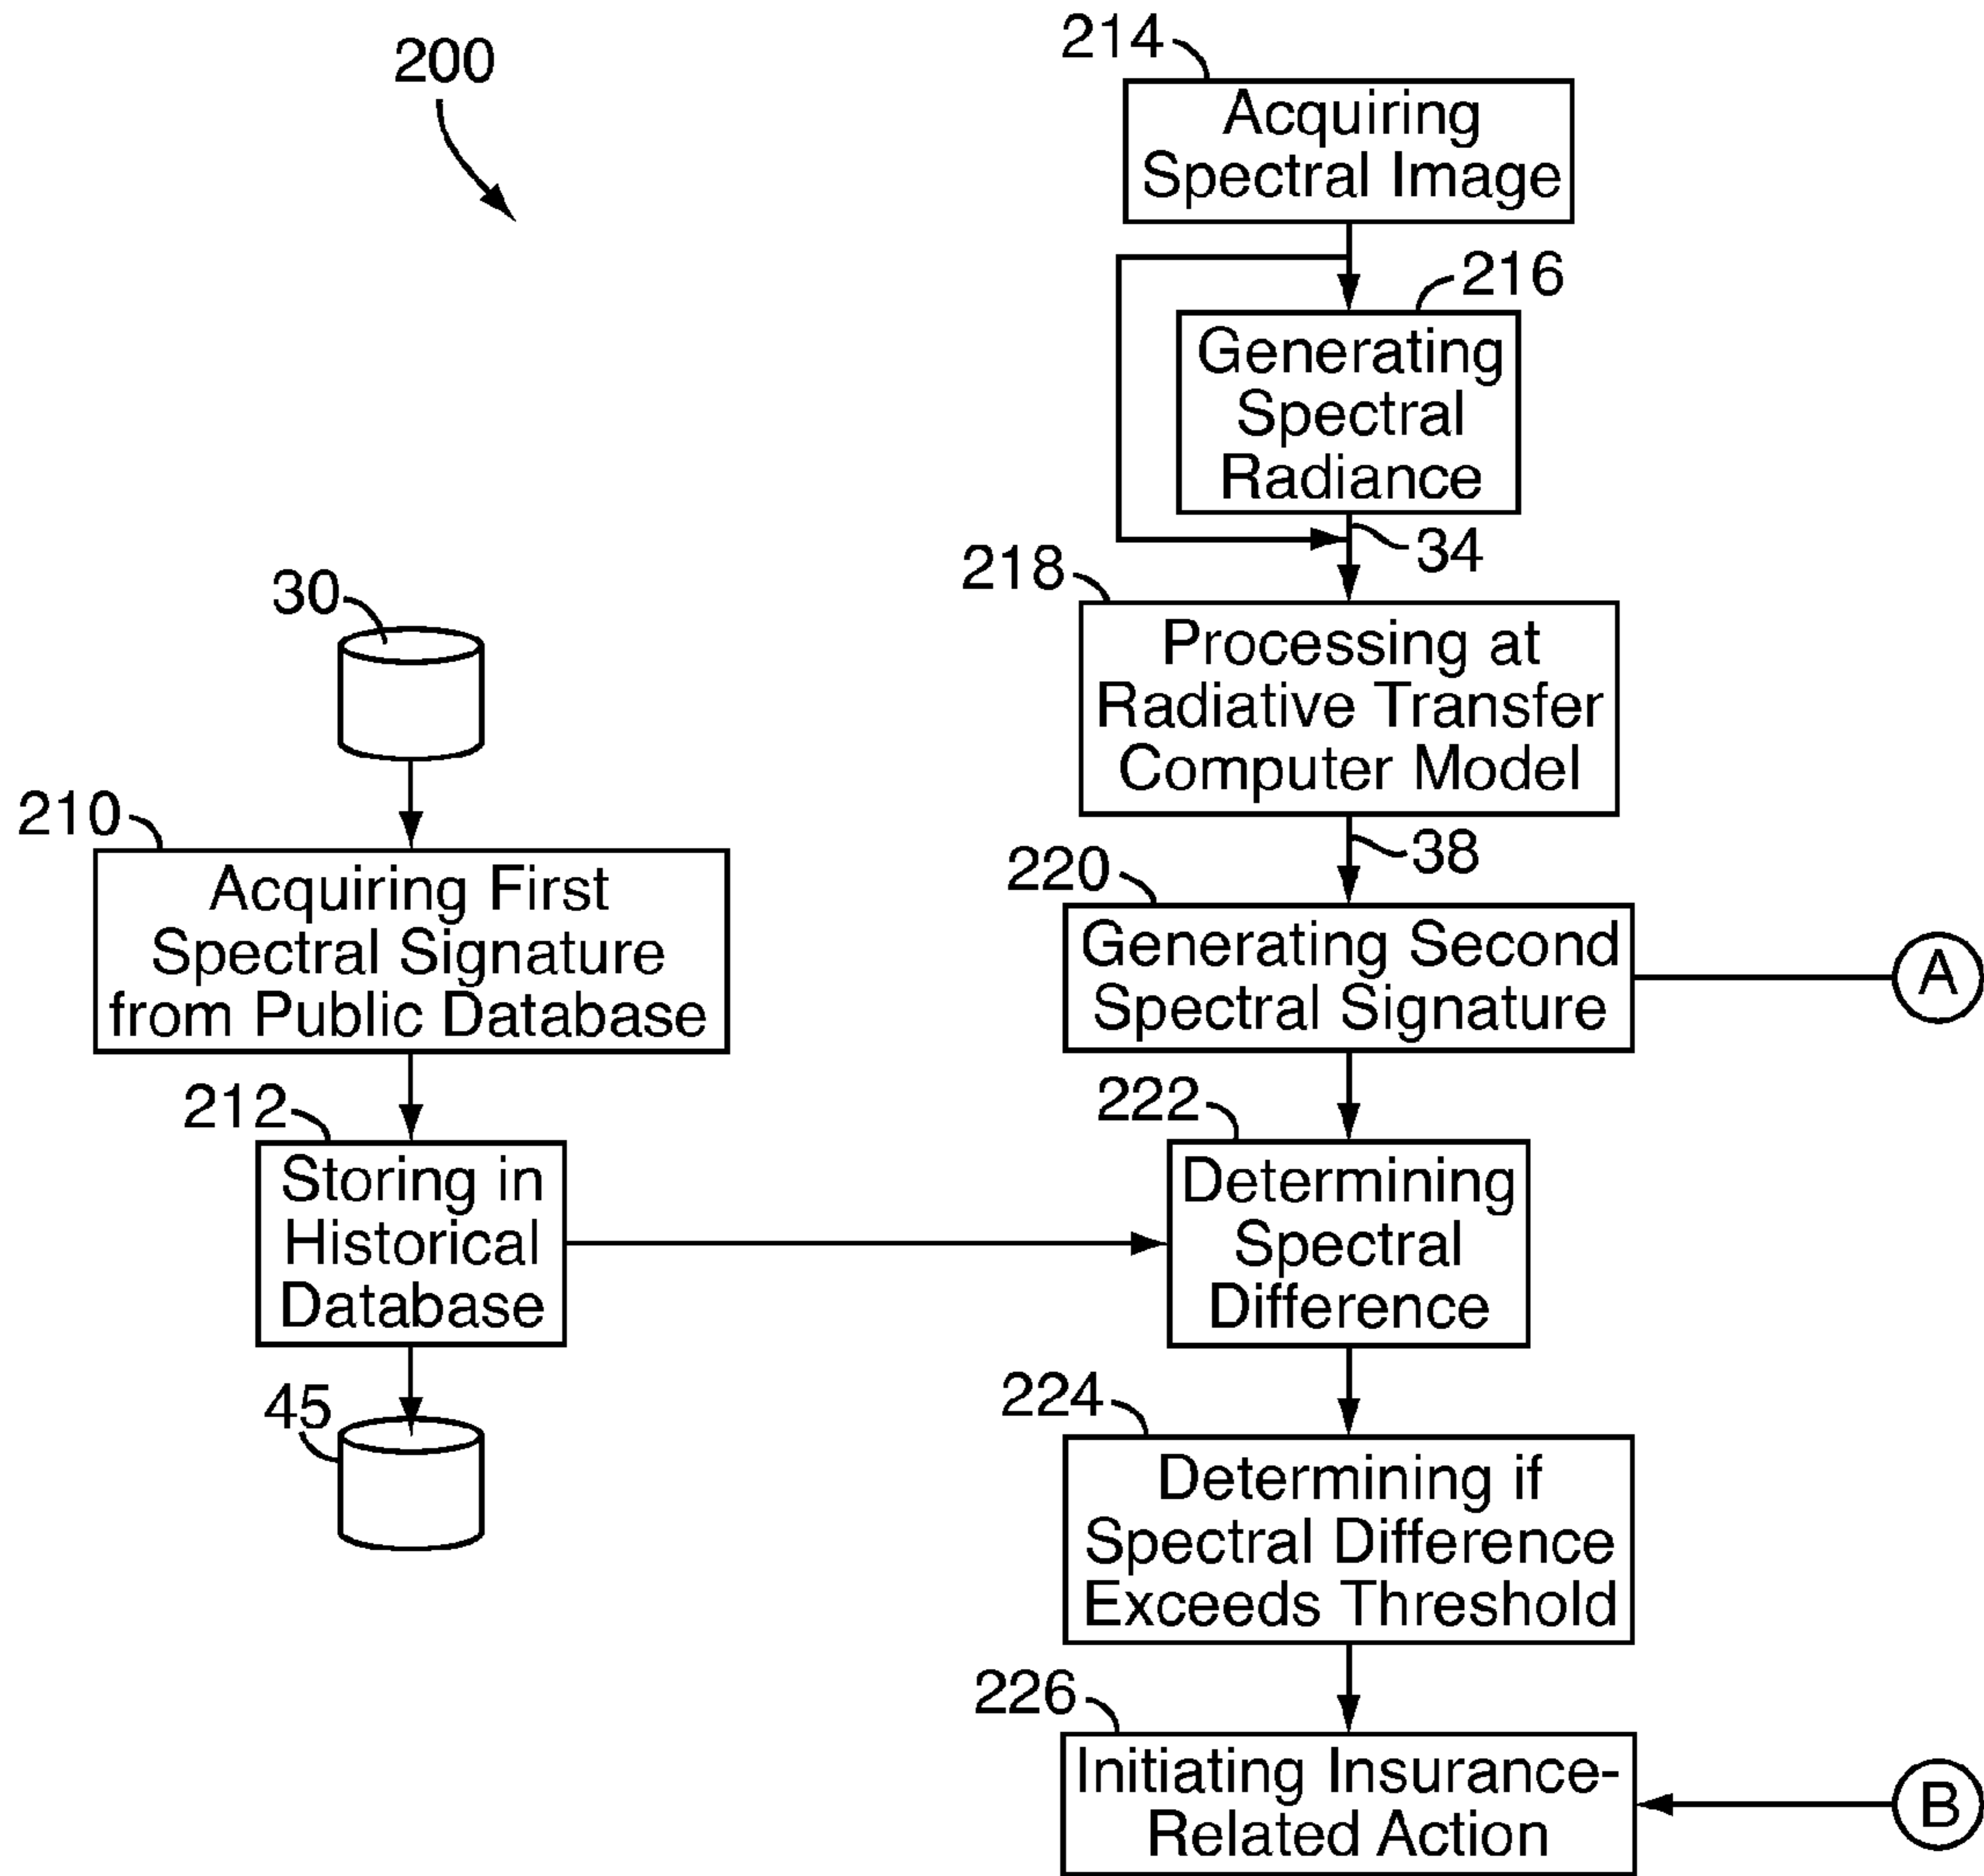 200
214
Acquiring
Spectral Image
216
Generating
Spectral
Radiance
34
218
Processing at
Radiative Transfer
Computer Model
38
30
210
Acquiring First
Spectral Signature
from Public Database
212
Storing in
Historical
Database
45
220
Generating Second
Spectral Signature
A
222
Determining
Spectral
Difference
224
Determining if
Spectral Difference
Exceeds Threshold
226
Initiating Insurance-
Related Action
B